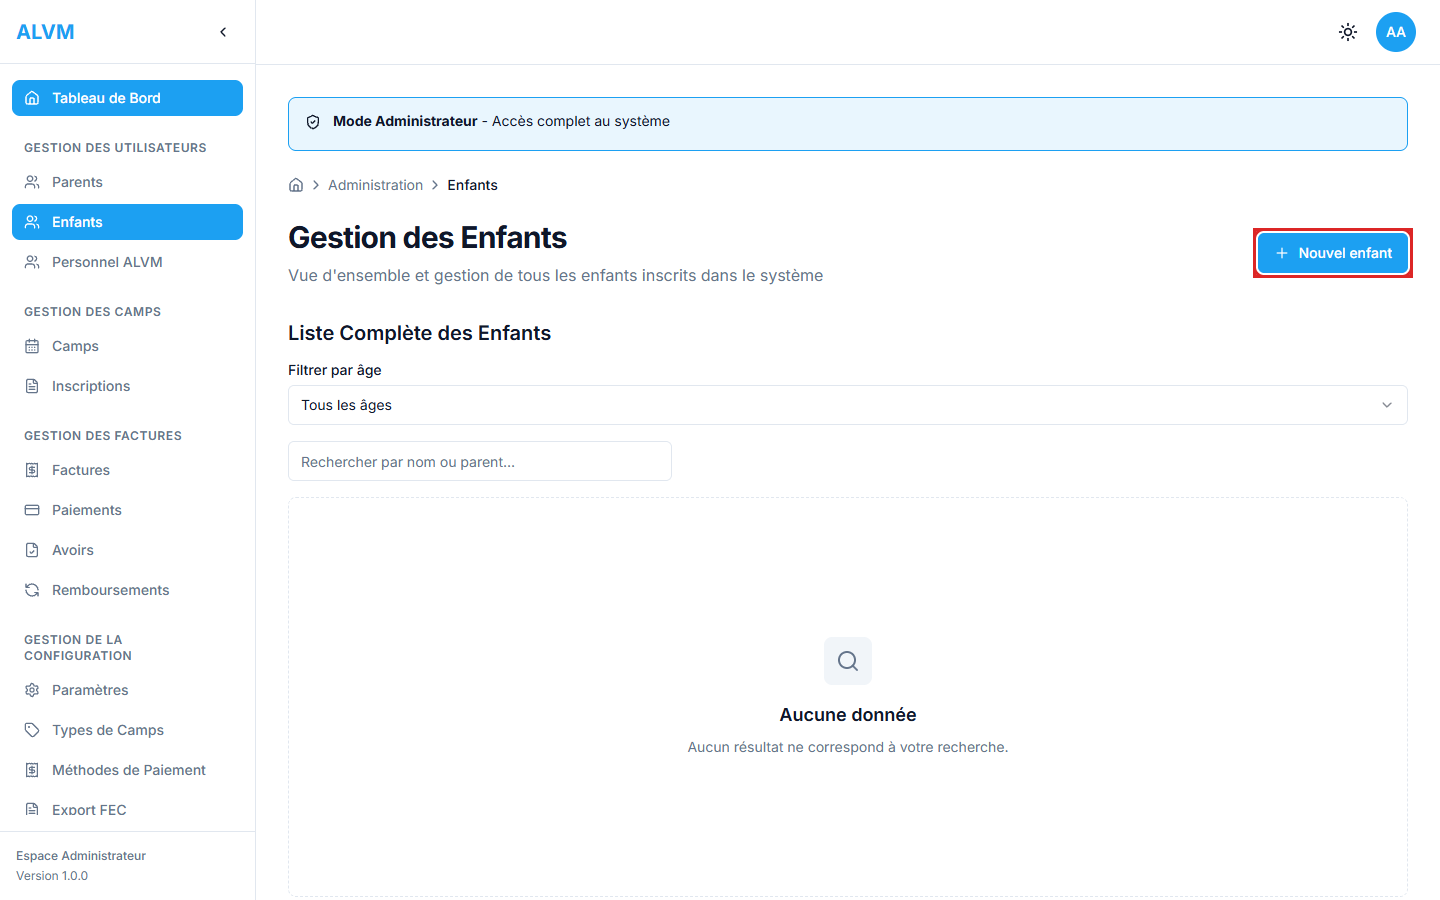 ALVM
AA
Tableau de Bord
GESTION DES UTILISATEURS
Parents
Enfants
Personnel ALVM
GESTION DES CAMPS
Camps
Inscriptions
GESTION DES FACTURES
Factures
Paiements
Avoirs
Remboursements
GESTION DE LA
CONFIGURATION
Paramètres
Types de Camps
Méthodes de Paiement
Export FEC
Espace Administrateur
Version 1.0.0
Mode Administrateur - Accès complet au système
Administration
Enfants
Gestion des Enfants
Vue d'ensemble et gestion de tous les enfants inscrits dans le système
Nouvel enfant
Liste Complète des Enfants
Filtrer par âge
Tous les âges
Rechercher par nom ou parent...
Aucune donnée
Aucun résultat ne correspond à votre recherche.